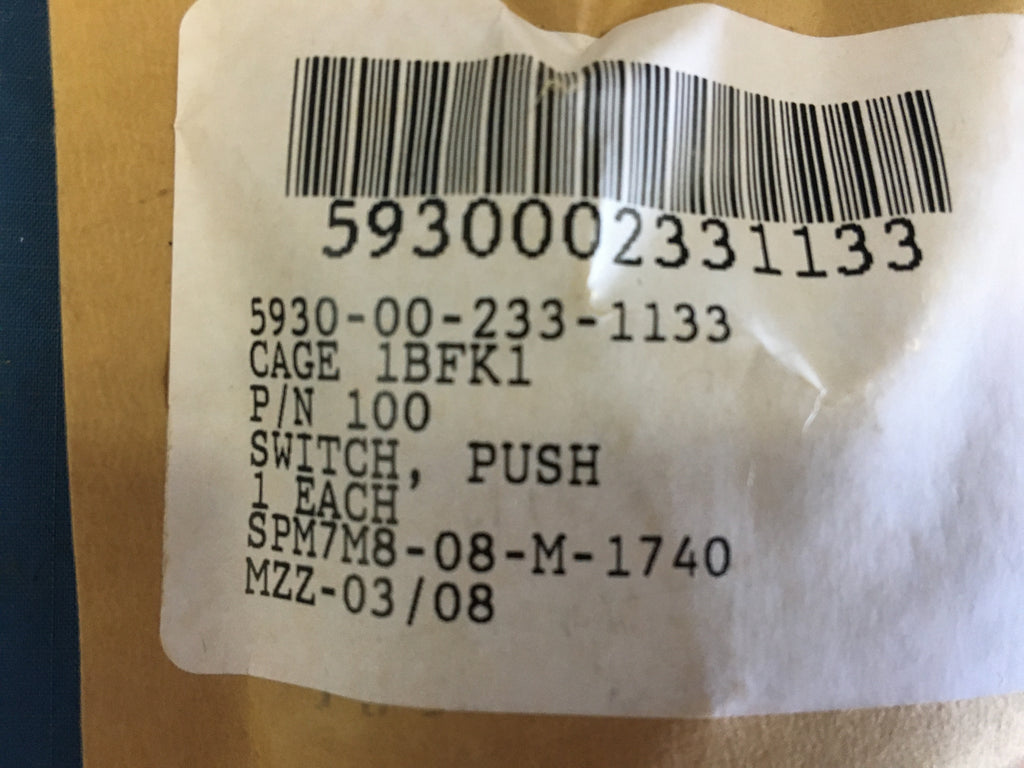 5930002331133
5930-00-233-1133
CAGE 1BFK1
P/N 100
SWITCH, PUSH
1 EACH
SPM7M8-08-M-1740
MZZ-03/08